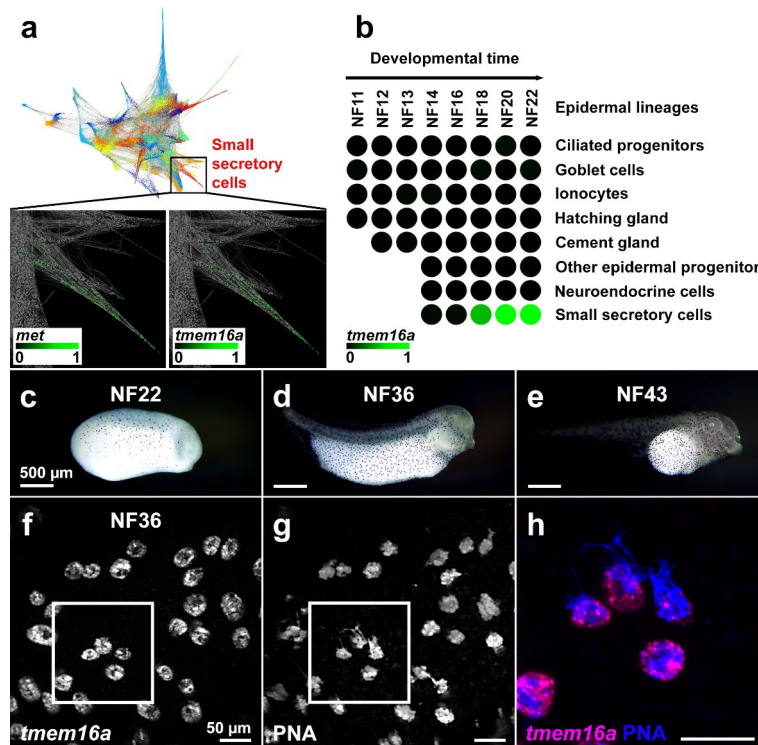 a
Small
secretory
cells
met
0 1
tmem16a
0 1
b
Developmental time
NF11 NF12 NF13 NF14 NF16 NF18 NF20 NF22
Epidermal lineages
Ciliated progenitors
Goblet cells
Ionocytes
Hatching gland
Cement gland
Other epidermal progenitor
Neuroendocrine cells
Small secretory cells
tmem16a
0 1
c NF22
500 µm
d NF36
e NF43
f NF36
tmem16a 50 µm
g
PNA
h
tmem16a PNA